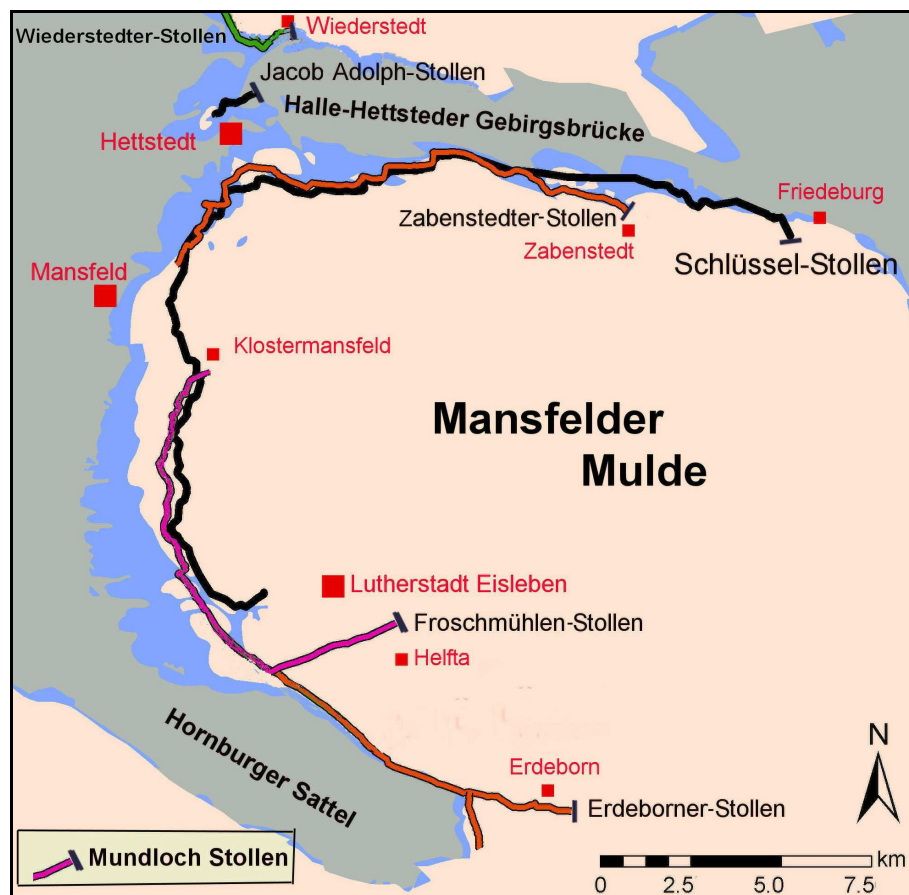 Wiederstedter-Stollen
Wiederstedt
Jacob Adolph-Stollen
Halle-Hettsteder Gebirgsbrücke
Hettstedt
Friedeburg
Zabenstedter-Stollen
Zabenstedt
Schlüssel-Stollen
Mansfeld
Klostermansfeld
Mansfelder
Mulde
Lutherstadt Eisleben
Froschmühlen-Stollen
Helfta
Hornburger
Sattel
N
Erdeborn
Erdeborner-Stollen
Mundloch Stollen
km
0 2.5 5.0 7.5